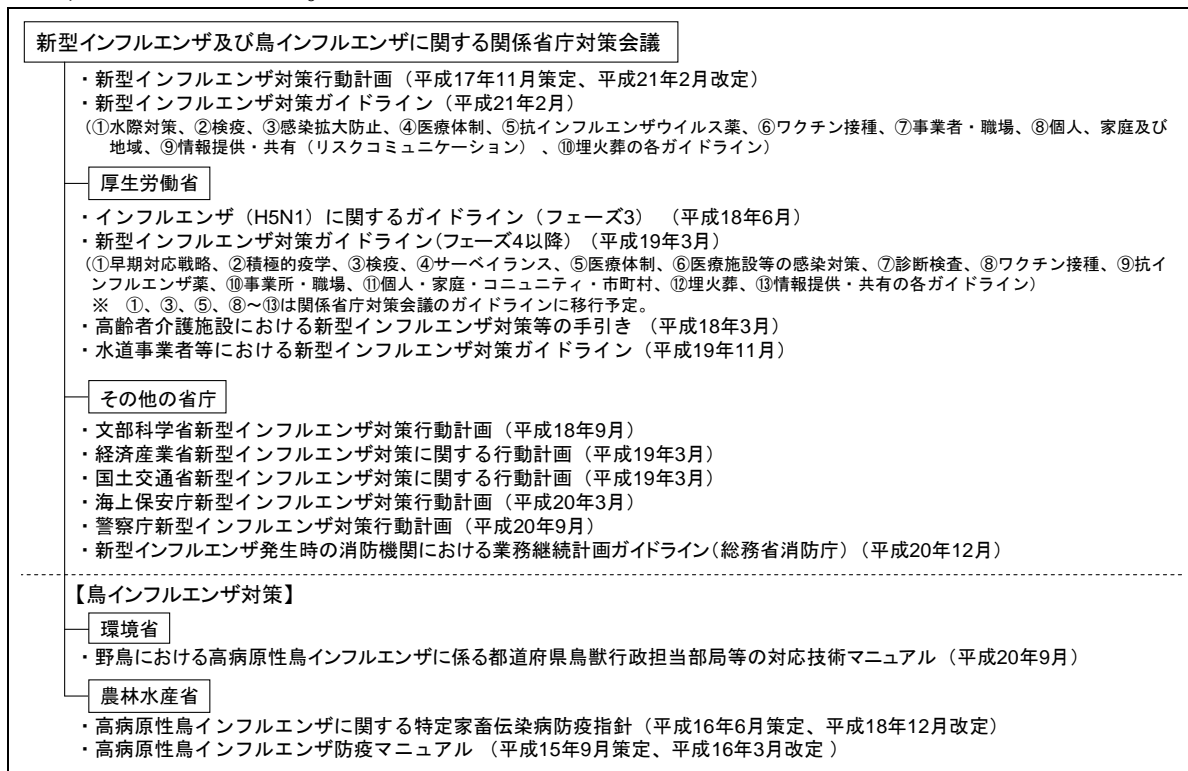 新型インフルエンザ及び鳥インフルエンザに関する関係省庁対策会議
・新型インフルエンザ対策行動計画（平成17年11月策定、平成21年2月改定）
・新型インフルエンザ対策ガイドライン（平成21年2月）
（①水際対策、②検疫、③感染拡大防止、④医療体制、⑤抗インフルエンザウイルス薬、⑥ワクチン接種、⑦事業者・職場、⑧個人、家庭及び
地域、⑨情報提供・共有（リスクコミュニケーション）、⑩埋火葬の各ガイドライン）
厚生労働省
・インフルエンザ（H5N1）に関するガイドライン（フェーズ3）（平成18年6月）
・新型インフルエンザ対策ガイドライン（フェーズ4以降）（平成19年3月）
（①早期対応戦略、②積極的疫学、③検疫、④サーベイランス、⑤医療体制、⑥医療施設等の感染対策、⑦診断検査、⑧ワクチン接種、⑨抗イ
ンフルエンザ薬、⑩事業所・職場、⑪個人・家庭・コニュニティ・市町村、⑫埋火葬、⑬情報提供・共有の各ガイドライン）
※　①、③、⑤、⑧～⑬は関係省庁対策会議のガイドラインに移行予定。
・高齢者介護施設における新型インフルエンザ対策等の手引き（平成18年3月）
・水道事業者等における新型インフルエンザ対策ガイドライン（平成19年11月）
その他の省庁
・文部科学省新型インフルエンザ対策行動計画（平成18年9月）
・経済産業省新型インフルエンザ対策に関する行動計画（平成19年3月）
・国土交通省新型インフルエンザ対策に関する行動計画（平成19年3月）
・海上保安庁新型インフルエンザ対策行動計画（平成20年3月）
・警察庁新型インフルエンザ対策行動計画（平成20年9月）
・新型インフルエンザ発生時の消防機関における業務継続計画ガイドライン（総務省消防庁）（平成20年12月）
【鳥インフルエンザ対策】
環境省
・野鳥における高病原性鳥インフルエンザに係る都道府県鳥獣行政担当部局等の対応技術マニュアル（平成20年9月）
農林水産省
・高病原性鳥インフルエンザに関する特定家畜伝染病防疫指針（平成16年6月策定、平成18年12月改定）
・高病原性鳥インフルエンザ防疫マニュアル（平成15年9月策定、平成16年3月改定 ）